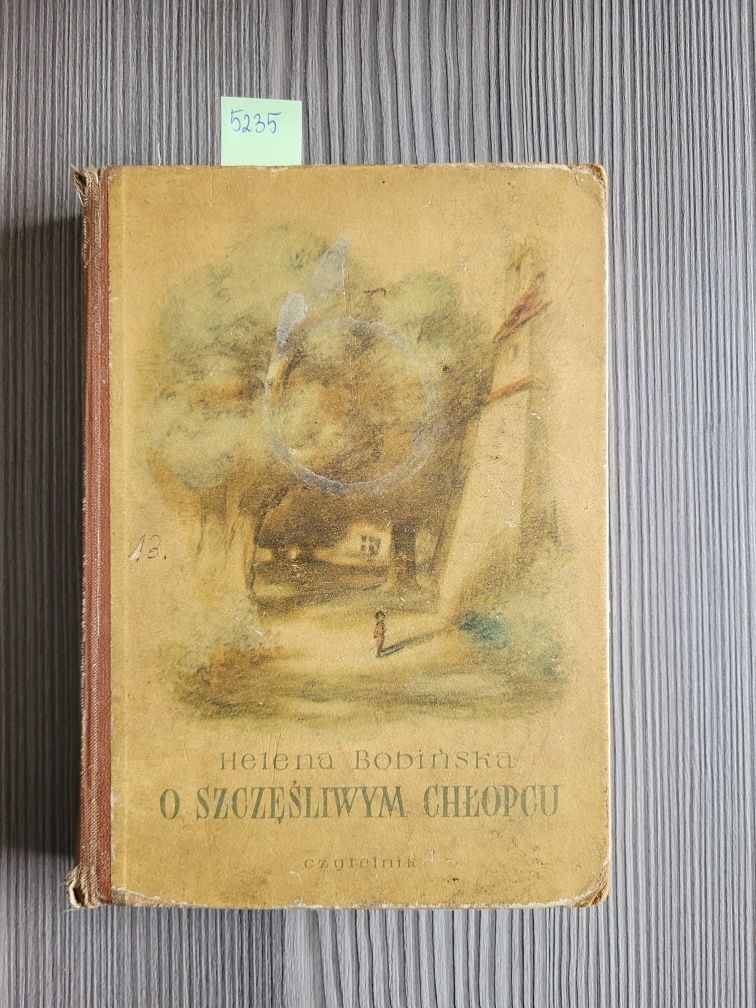 5235
13.
Helena Bobińska
O SZCZĘŚLIWYM CHŁOPCU
czytelnik